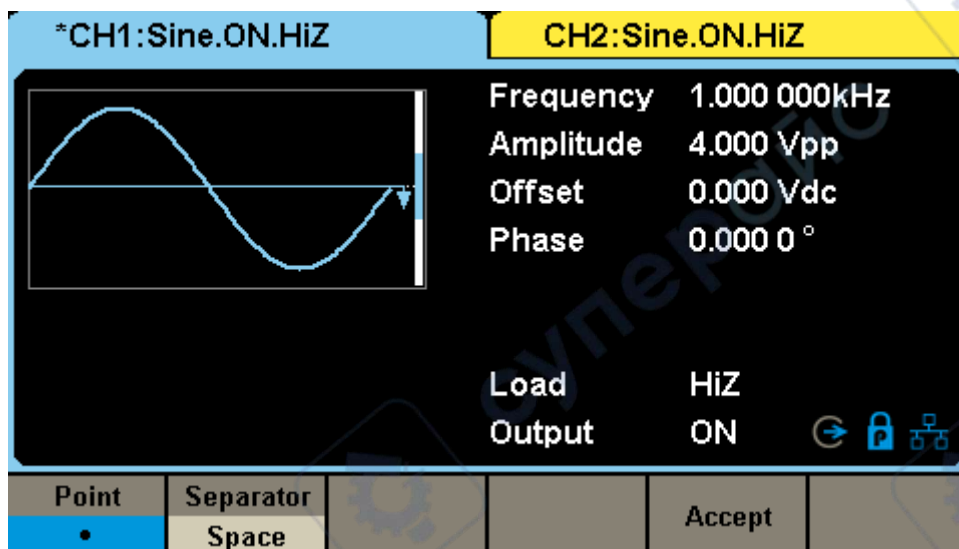 *CH1:Sine.ON.HiZ
CH2:Sine.ON.HiZ
Frequency 1.000 000kHz
Amplitude 4.000 Vpp
Offset 0.000 Vdc
Phase 0.000 0 °
Load HiZ
Output ON
P
Point
•
Separator
Space
Accept
суперайс